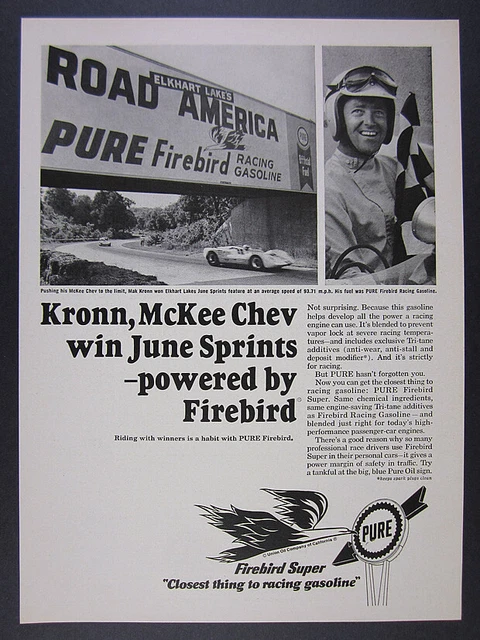 ROAD
ELKHART LAKE'S
AMERICA
PURE Firebird RACING
GASOLINE
Pushing his McKee Chev to the limit, Mak Kronn won Elkhart Lakes June Sprints feature at an average speed of 93.71 m.p.h. His fuel was PURE Firebird Racing Gasoline.
Kronn, McKee Chev
win June Sprints
–powered by
Firebird®
Riding with winners is a habit with PURE Firebird.
Not surprising. Because this gasoline
helps develop all the power a racing
engine can use. It's blended to prevent
vapor lock at severe racing tempera-
tures—and includes exclusive Tri-tane
additives (anti-wear, anti-stall and
deposit modifier*). And it's strictly
for racing.
But PURE hasn't forgotten you.
Now you can get the closest thing to
racing gasoline: PURE Firebird
Super. Same chemical ingredients,
same engine-saving Tri-tane additives
as Firebird Racing Gasoline—and
blended just right for today's high-
performance passenger-car engines.
There's a good reason why so many
professional race drivers use Firebird
Super in their personal cars—it gives a
power margin of safety in traffic. Try
a tankful at the big, blue Pure Oil sign.
*keeps spark plugs clean
PURE
© Union Oil Company of California ®
Firebird Super
"Closest thing to racing gasoline"